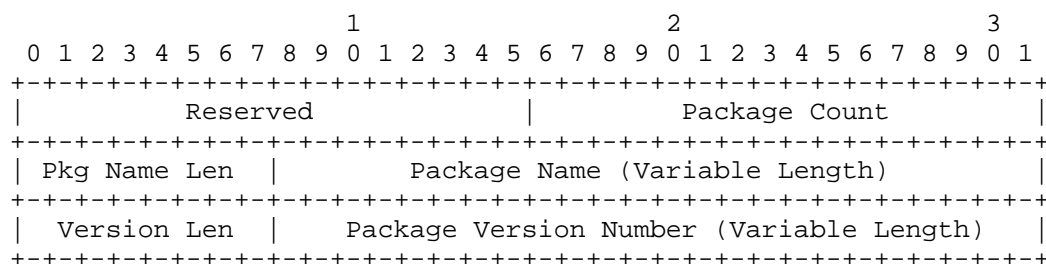 1                   2                   3
 0 1 2 3 4 5 6 7 8 9 0 1 2 3 4 5 6 7 8 9 0 1 2 3 4 5 6 7 8 9 0 1
+-+-+-+-+-+-+-+-+-+-+-+-+-+-+-+-+-+-+-+-+-+-+-+-+-+-+-+-+-+-+-+-+
|           Reserved            |         Package Count         |
+-+-+-+-+-+-+-+-+-+-+-+-+-+-+-+-+-+-+-+-+-+-+-+-+-+-+-+-+-+-+-+-+
| Pkg Name Len  |        Package Name (Variable Length)         |
+-+-+-+-+-+-+-+-+-+-+-+-+-+-+-+-+-+-+-+-+-+-+-+-+-+-+-+-+-+-+-+-+
|  Version Len  |    Package Version Number (Variable Length)   |
+-+-+-+-+-+-+-+-+-+-+-+-+-+-+-+-+-+-+-+-+-+-+-+-+-+-+-+-+-+-+-+-+